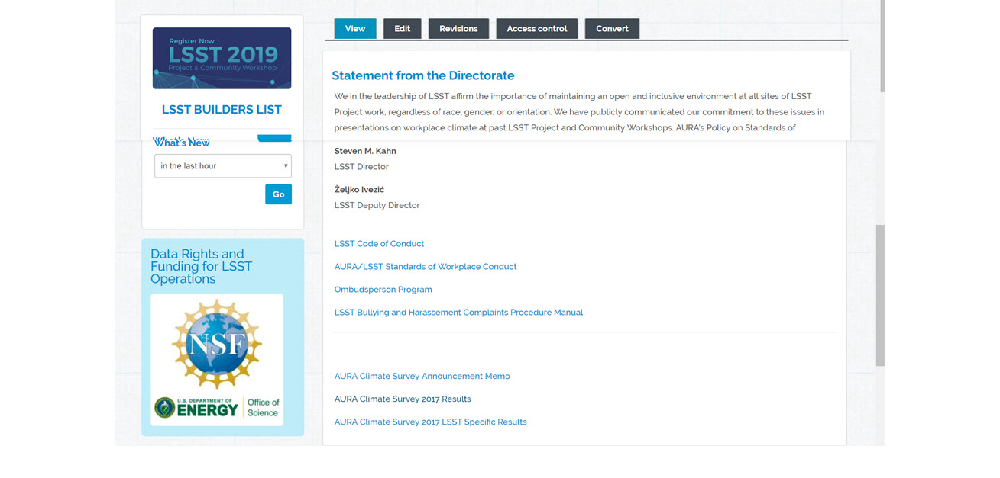 Register Now
LSST 2019
Project & Community Workshop
LSST BUILDERS LIST
What's New
in the last hour
Go
Data Rights and
Funding for LSST
Operations
NSF
U.S. DEPARTMENT OF
ENERGY
Office of
Science
View
Edit
Revisions
Access control
Convert
Statement from the Directorate
We in the leadership of LSST affirm the importance of maintaining an open and inclusive environment at all sites of LSST
Project work, regardless of race, gender, or orientation. We have publicly communicated our commitment to these issues in
presentations on workplace climate at past LSST Project and Community Workshops. AURA's Policy on Standards of
Steven M. Kahn
LSST Director
Željko Ivezić
LSST Deputy Director
LSST Code of Conduct
AURA/LSST Standards of Workplace Conduct
Ombudsperson Program
LSST Bullying and Harassement Complaints Procedure Manual
AURA Climate Survey Announcement Memo
AURA Climate Survey 2017 Results
AURA Climate Survey 2017 LSST Specific Results